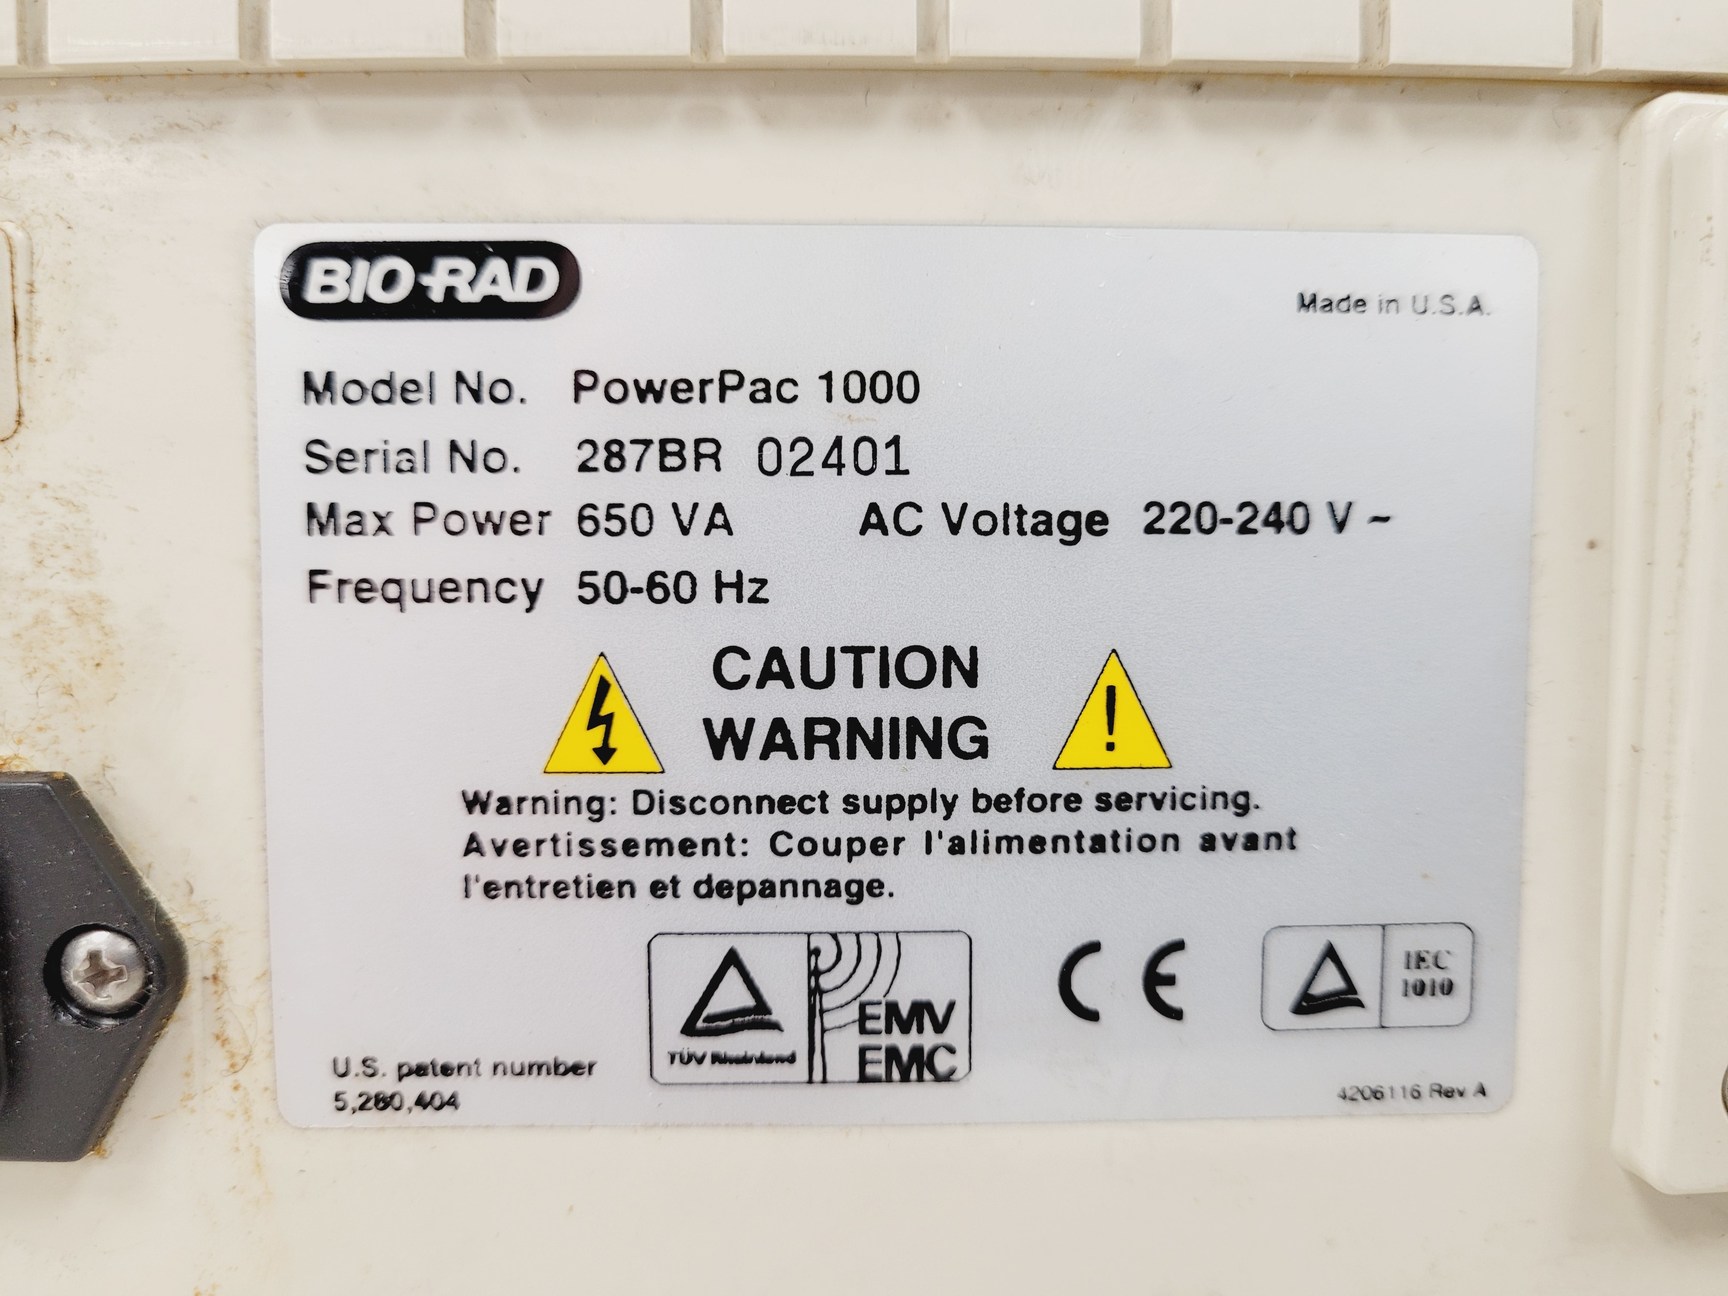 BIO-RAD
Made in U.S.A.
Model No. PowerPac 1000
Serial No. 287BR 02401
Max Power 650 VA AC Voltage 220-240 V ~
Frequency 50-60 Hz
CAUTION
WARNING
!
Warning: Disconnect supply before servicing.
Avertissement: Couper l'alimentation avant
l'entretien et depannage.
TÜV Rheinland
EMV
EMC
CE
IEC
1010
U.S. patent number
5,280,404
4206116 Rev A